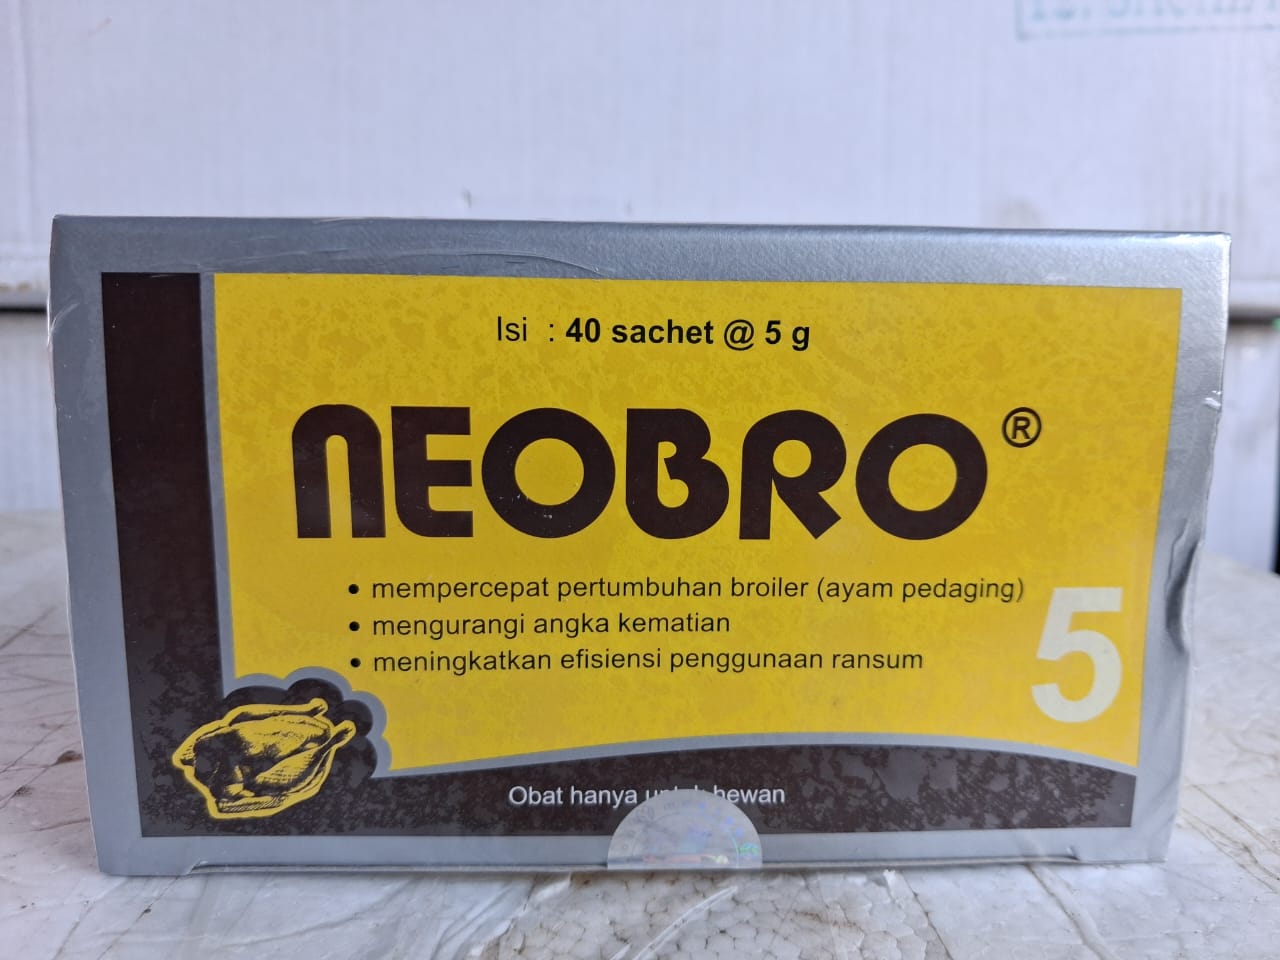 Isi : 40 sachet @ 5 g
NEOBRO ®
• mempercepat pertumbuhan broiler (ayam pedaging)
• mengurangi angka kematian
• meningkatkan efisiensi penggunaan ransum
5
Obat hanya untuk hewan